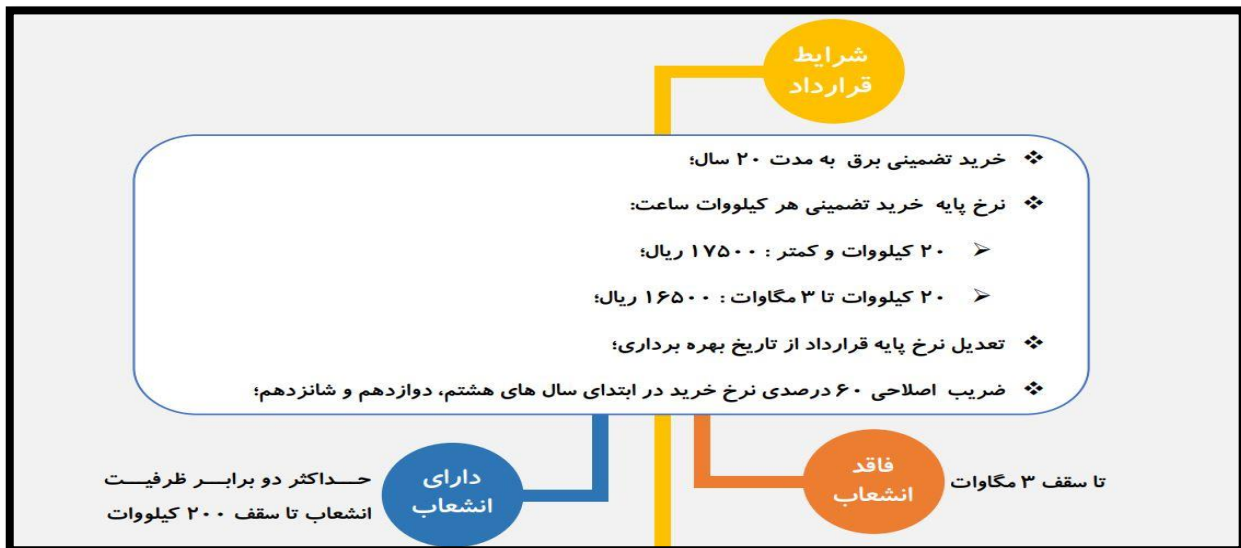 شرایط
قرارداد
❖ خرید تضمینی برق به مدت ۲۰ سال؛
❖ نرخ پایه خرید تضمینی هر کیلووات ساعت:
➢ ۲۰ کیلووات و کمتر : ۱۷۵۰۰ ریال؛
➢ ۲۰ کیلووات تا ۳ مگاوات : ۱۶۵۰۰ ریال؛
❖ تعدیل نرخ پایه قرارداد از تاریخ بهره برداری؛
❖ ضریب اصلاحی ۶۰ درصدی نرخ خرید در ابتدای سال های هشتم، دوازدهم و شانزدهم؛
فاقد
انشعاب
تا سقف ۳ مگاوات
دارای
انشعاب
حـــداکثر دو برابـــر ظرفیـــت
انشعاب تا سقف ۲۰۰ کیلووات